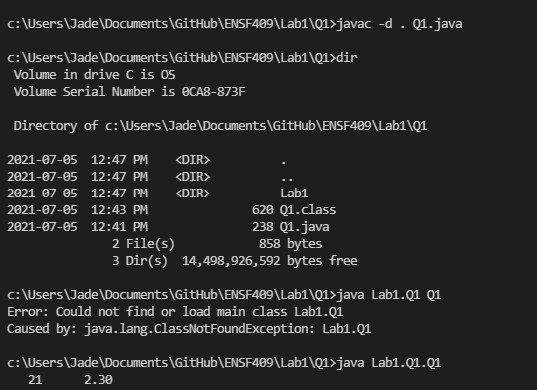 c:\Users\Jade\Documents\GitHub\ENSF409\Lab1\Q1>javac -d . Q1.java
c:\Users\Jade\Documents\GitHub\ENSF409\Lab1\Q1>dir
Volume in drive C is OS
Volume Serial Number is 0CA8-873F
Directory of c:\Users\Jade\Documents\GitHub\ENSF409\Lab1\Q1
2021-07-05 12:47 PM <DIR> .
2021-07-05 12:47 PM <DIR> ..
2021 07 05 12:47 PM <DIR> Lab1
2021-07-05 12:43 PM 620 Q1.class
2021-07-05 12:41 PM 238 Q1.java
2 File(s) 858 bytes
3 Dir(s) 14,498,926,592 bytes free
c:\Users\Jade\Documents\GitHub\ENSF409\Lab1\Q1>java Lab1.Q1 Q1
Error: Could not find or load main class Lab1.Q1
Caused by: java.lang.ClassNotFoundException: Lab1.Q1
c:\Users\Jade\Documents\GitHub\ENSF409\Lab1\Q1>java Lab1.Q1.Q1
21 2.30